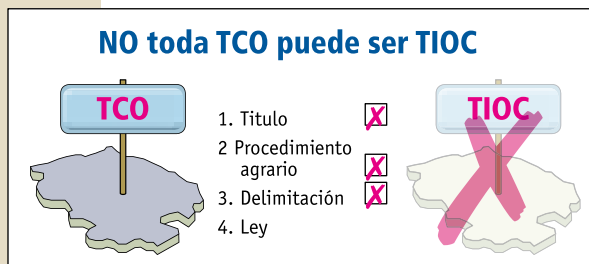 NO toda TCO puede ser TIOC
TCO
1. Titulo
2 Procedimiento
agrario
3. Delimitación
4. Ley
TIOC